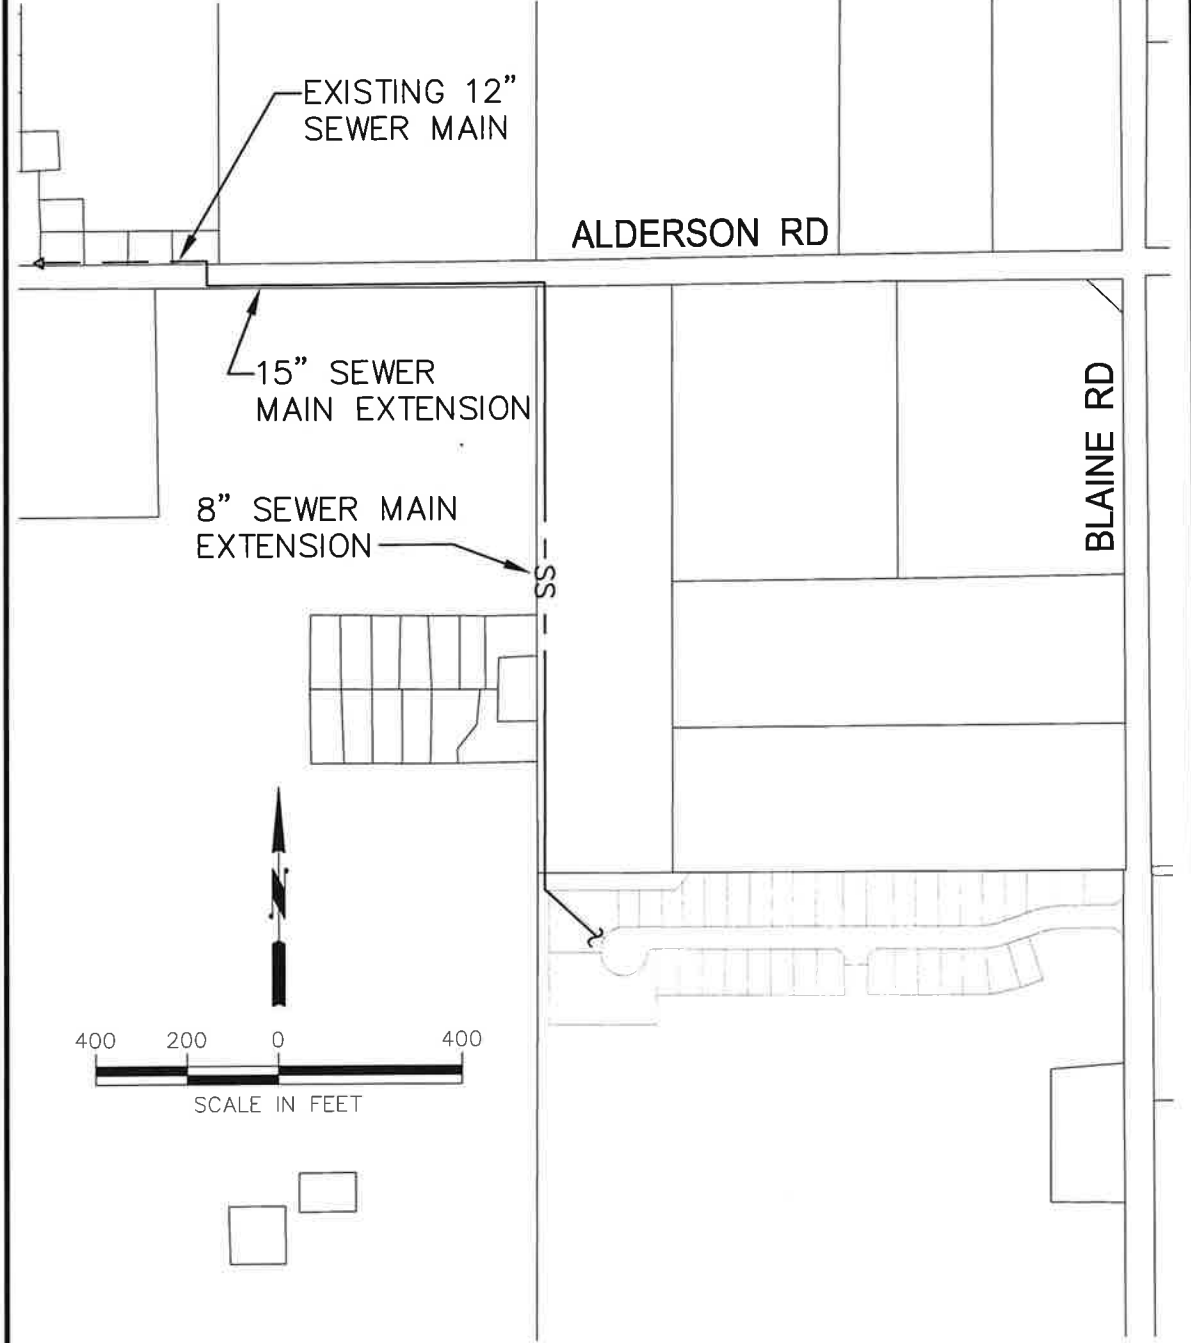 EXISTING 12”
SEWER MAIN
ALDERSON RD
15” SEWER
MAIN EXTENSION
BLAINE RD
8” SEWER MAIN
EXTENSION
SS
N
400 200 0 400
SCALE IN FEET